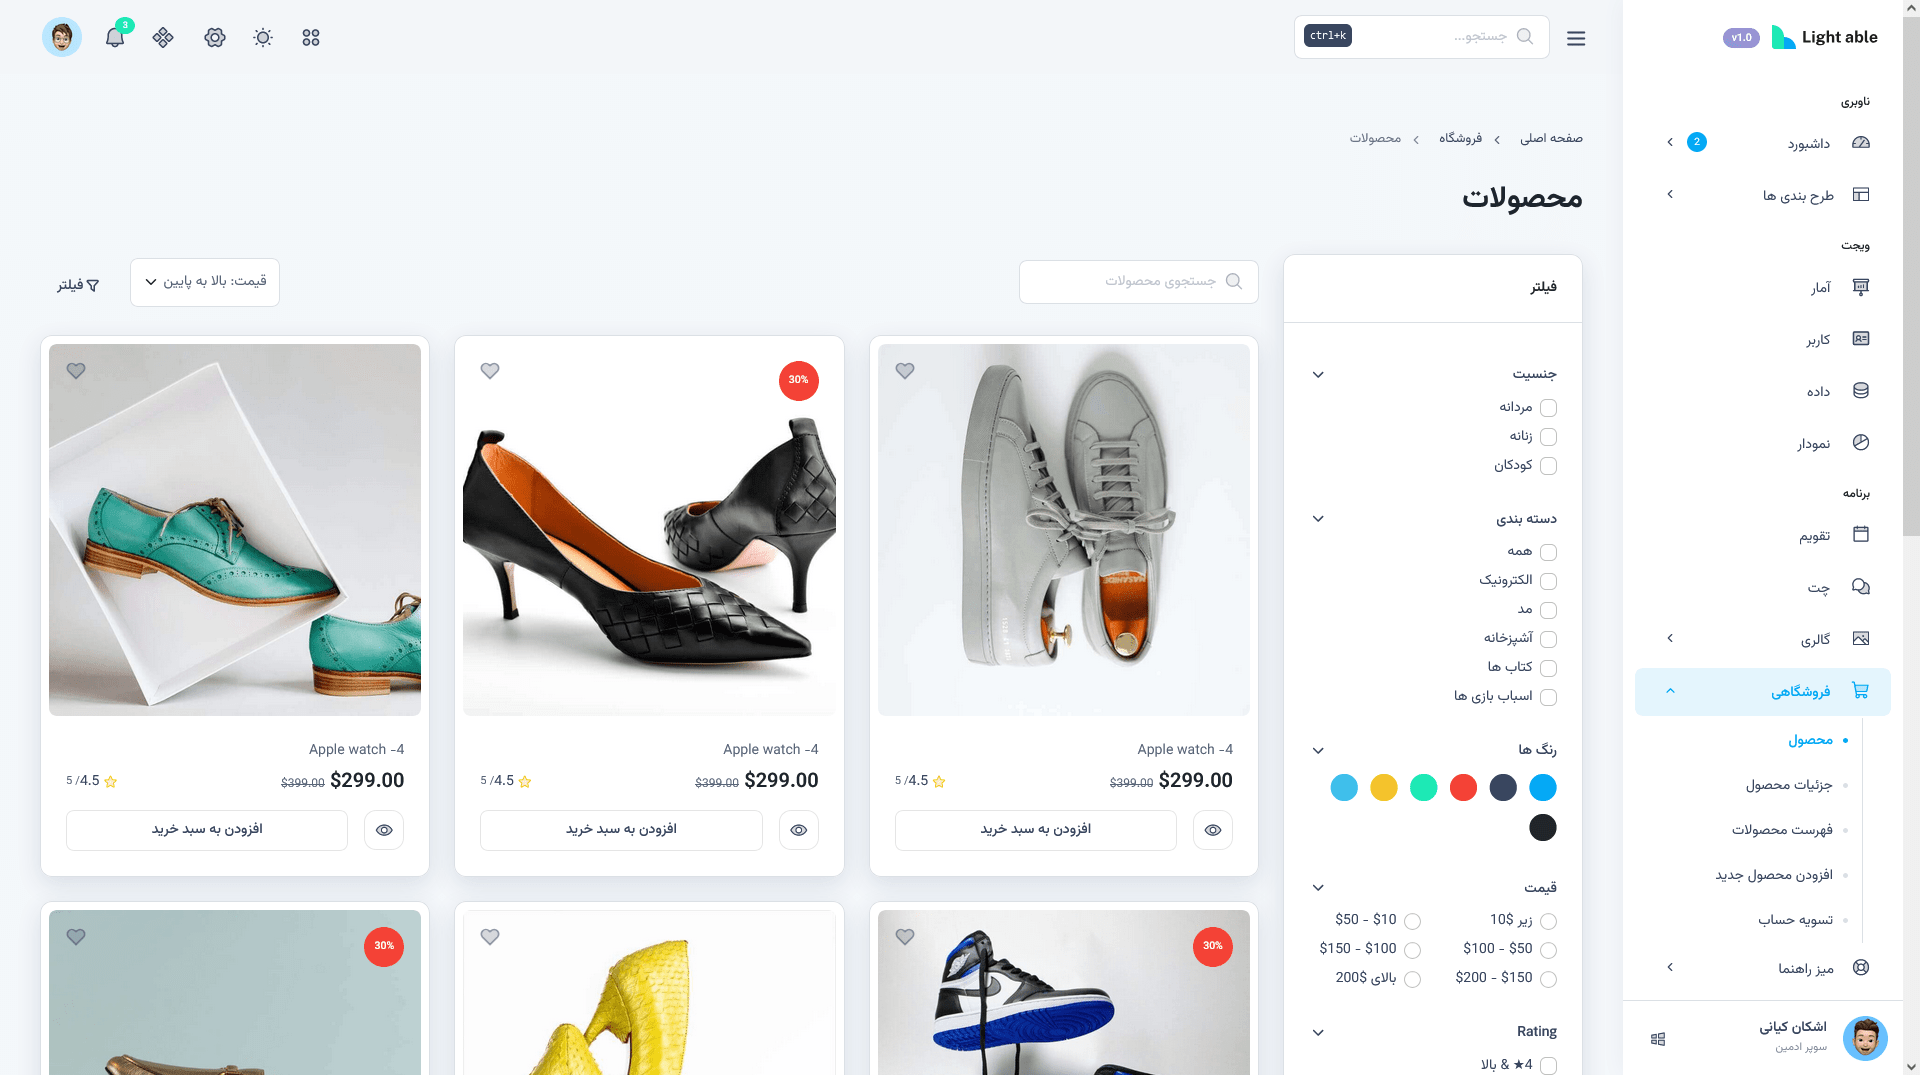 Light able
v1.0
ناوبری
داشبورد
2
طرح بندی ها
ویجت
آمار
کاربر
داده
نمودار
برنامه
تقویم
چت
گالری
فروشگاهی
محصول
جزئیات محصول
فهرست محصولات
افزودن محصول جدید
تسویه حساب
میز راهنما
اشکان کیانی
سوپر ادمین
جستجو...
ctrl+k
3
صفحه اصلی
فروشگاه
محصولات
محصولات
فیلتر
جنسیت
مردانه
زنانه
کودکان
دسته بندی
همه
الکترونیک
مد
آشپزخانه
کتاب ها
اسباب بازی ها
رنگ ها
قیمت
زیر $10
$10 - $50
$50 - $100
$100 - $150
$150 - $200
بالای $200
Rating
4★ & بالا
جستجوی محصولات
قیمت: بالا به پایین
فیلتر
Apple watch -4
$299.00 $399.00
4.5/ 5
افزودن به سبد خرید
30%
Apple watch -4
$299.00 $399.00
4.5/ 5
افزودن به سبد خرید
Apple watch -4
$299.00 $399.00
4.5/ 5
افزودن به سبد خرید
30%
30%